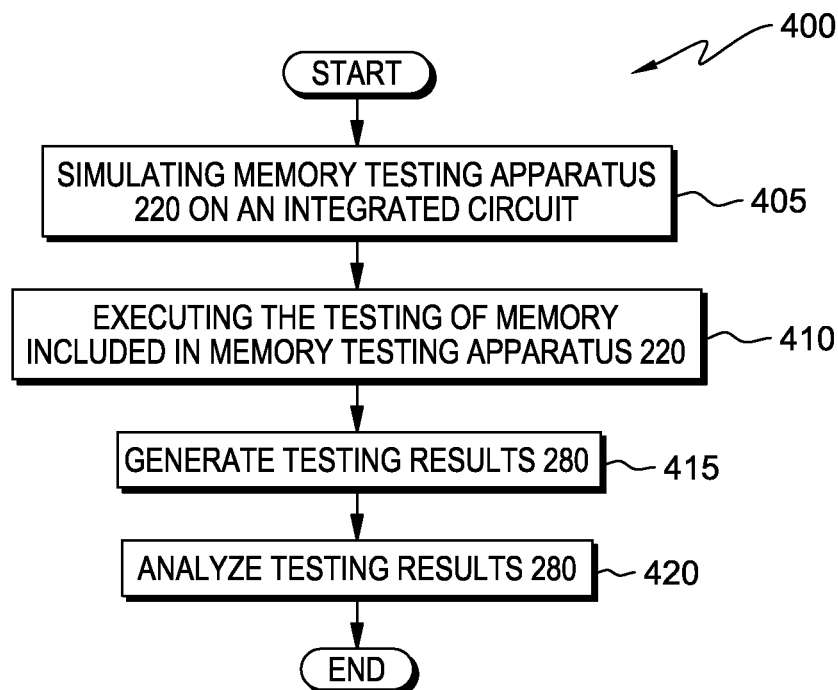 400
START
SIMULATING MEMORY TESTING APPARATUS
220 ON AN INTEGRATED CIRCUIT
405
EXECUTING THE TESTING OF MEMORY
INCLUDED IN MEMORY TESTING APPARATUS 220
410
GENERATE TESTING RESULTS 280
415
ANALYZE TESTING RESULTS 280
420
END